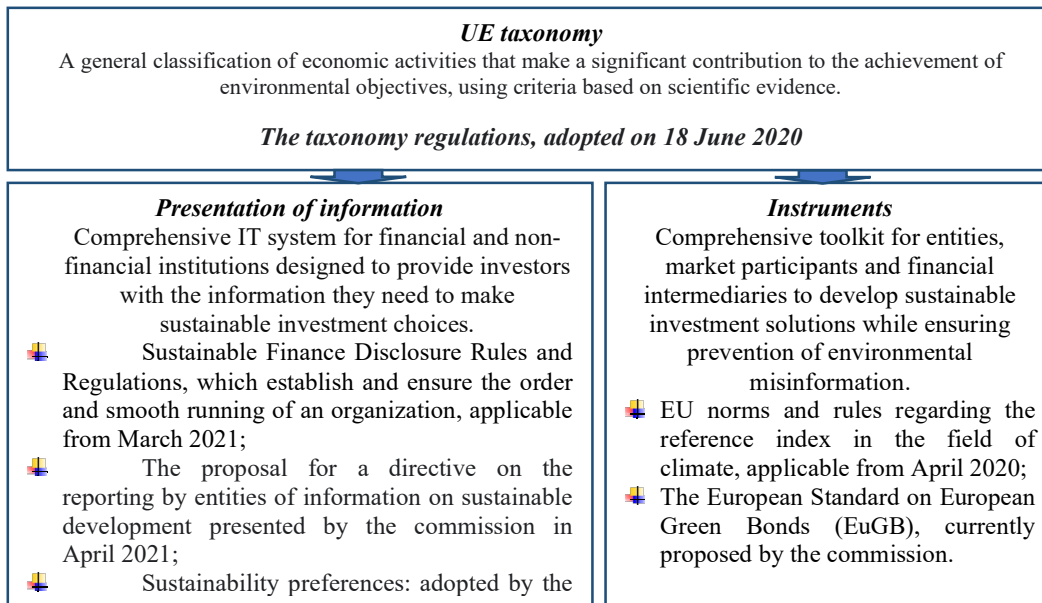 UE taxonomy
A general classification of economic activities that make a significant contribution to the achievement of
environmental objectives, using criteria based on scientific evidence.
The taxonomy regulations, adopted on 18 June 2020
Presentation of information
Comprehensive IT system for financial and non-
financial institutions designed to provide investors
with the information they need to make
sustainable investment choices.
Sustainable Finance Disclosure Rules and
Regulations, which establish and ensure the order
and smooth running of an organization, applicable
from March 2021;
The proposal for a directive on the
reporting by entities of information on sustainable
development presented by the commission in
April 2021;
Sustainability preferences: adopted by the
Instruments
Comprehensive toolkit for entities,
market participants and financial
intermediaries to develop sustainable
investment solutions while ensuring
prevention of environmental
misinformation.
EU norms and rules regarding the
reference index in the field of
climate, applicable from April 2020;
The European Standard on European
Green Bonds (EuGB), currently
proposed by the commission.